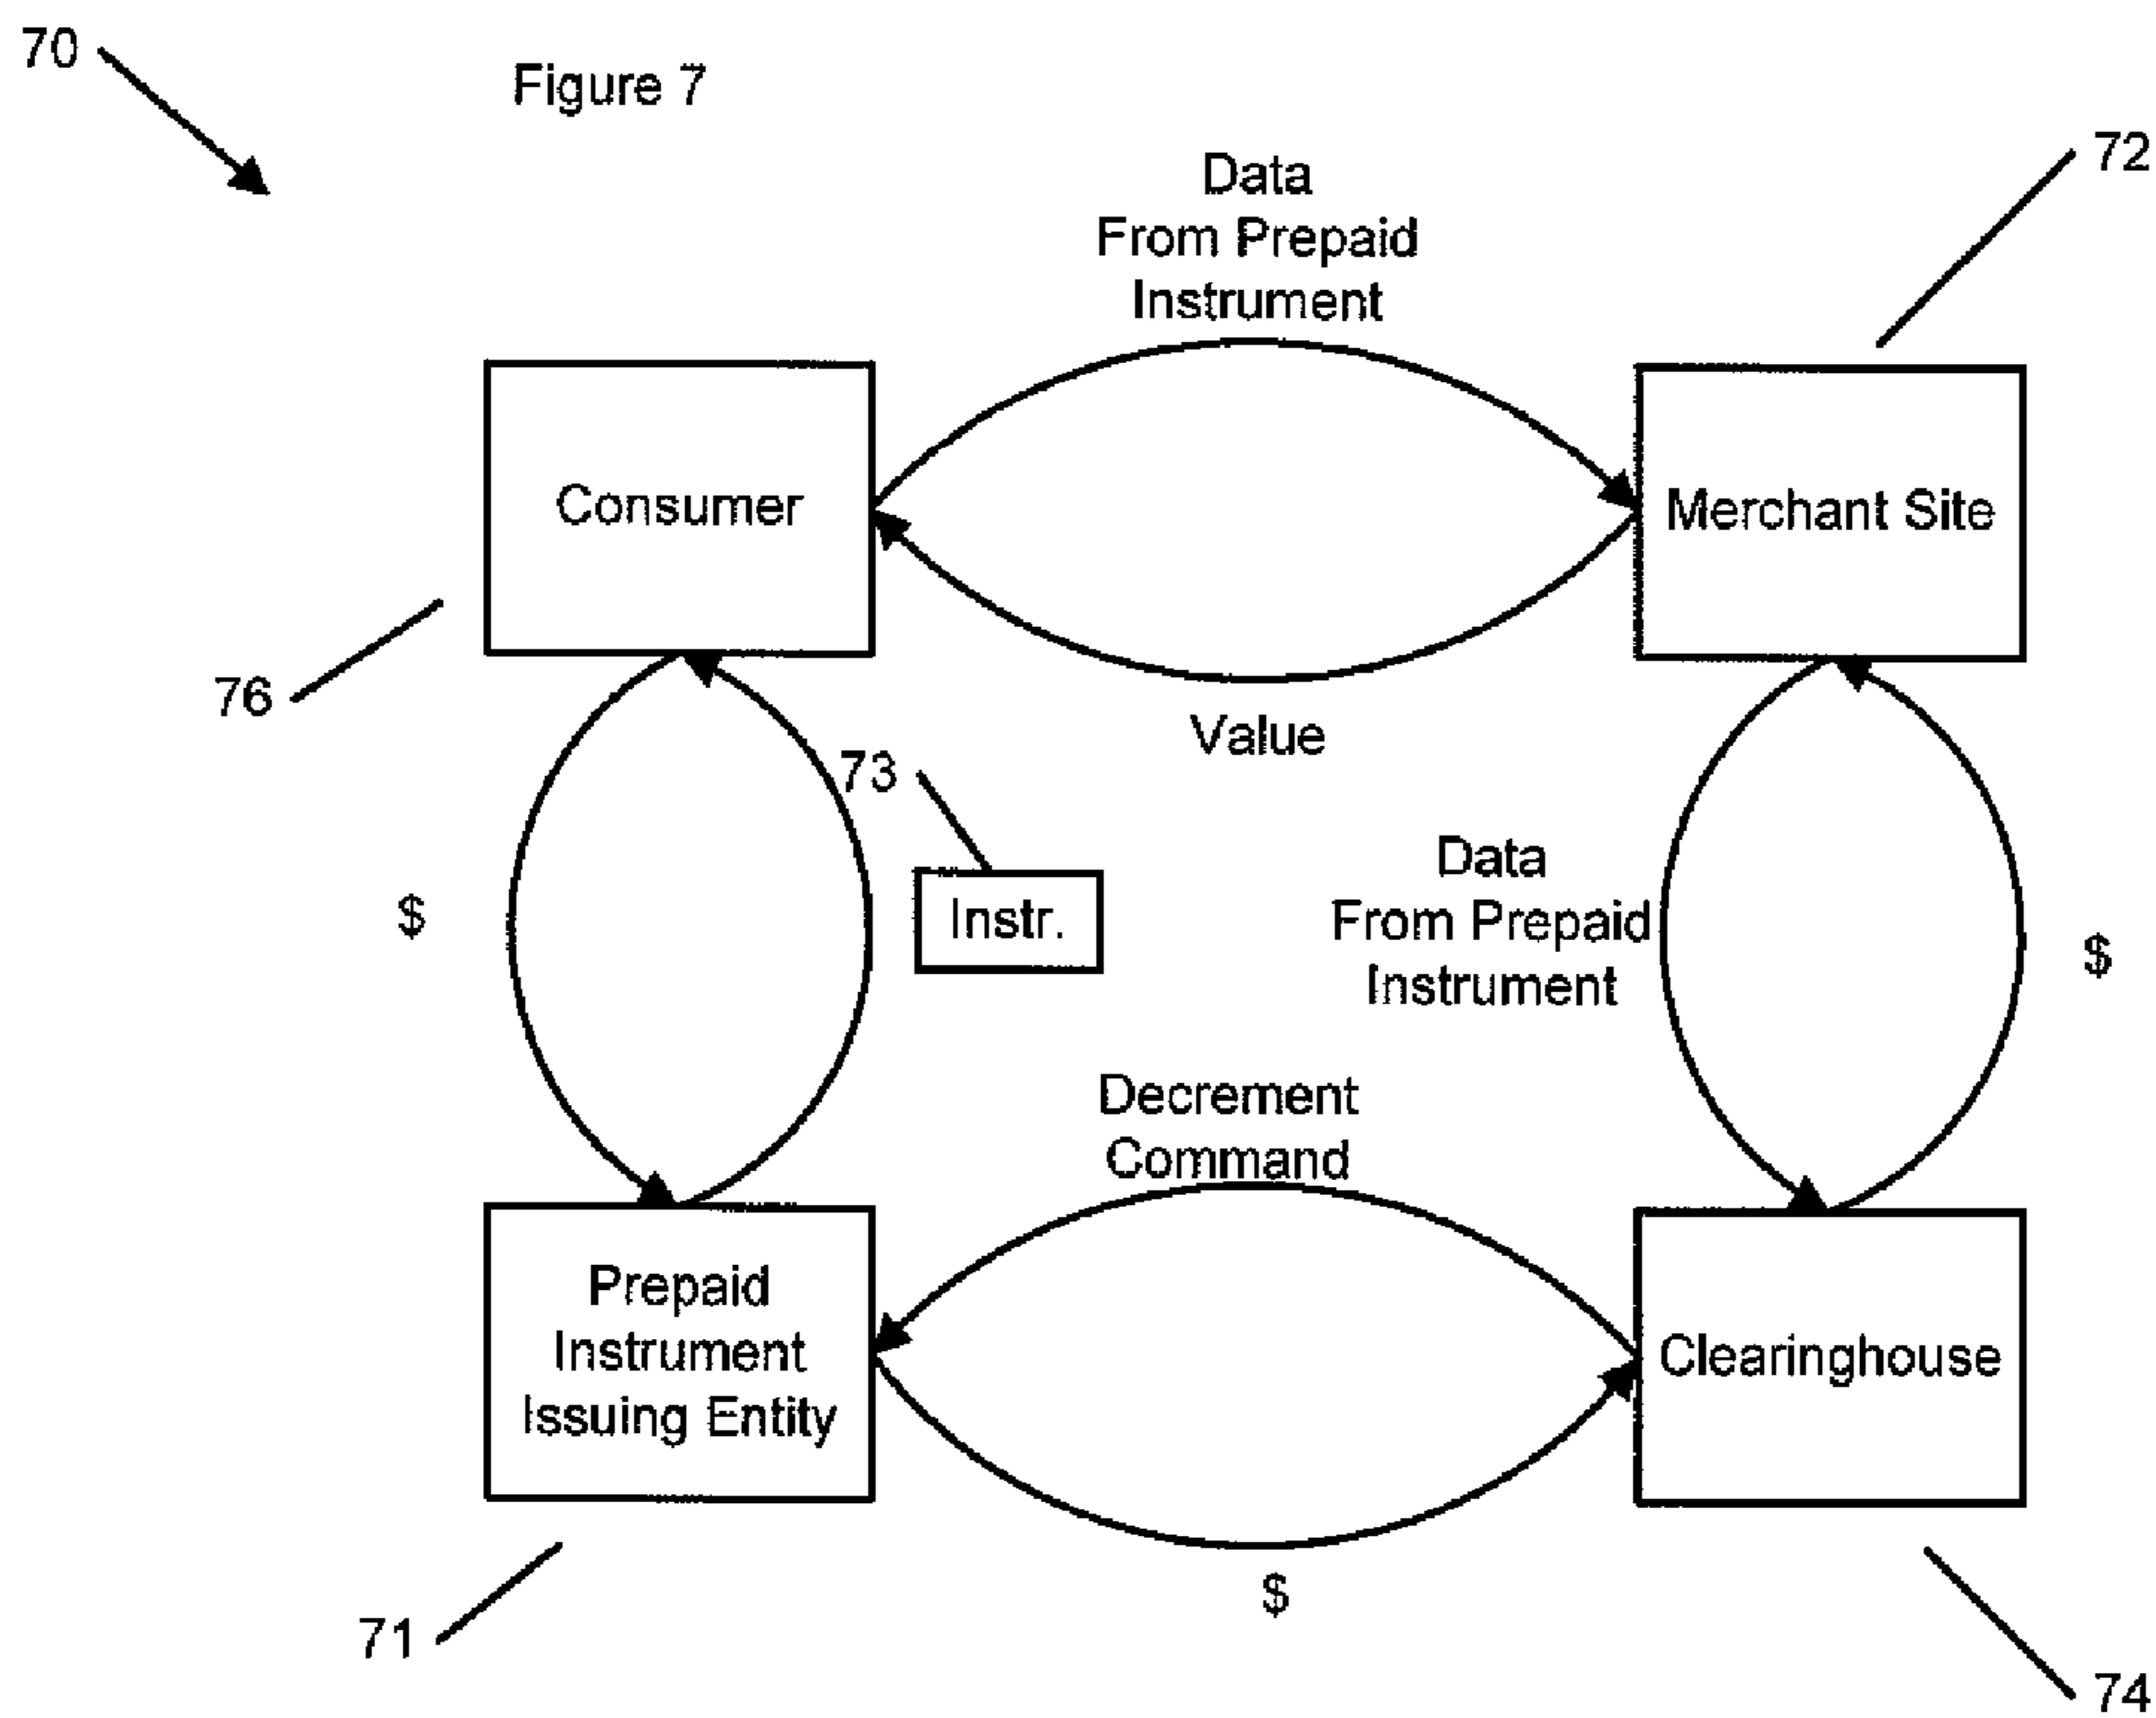 70
Figure 7
72
Data
From Prepaid
Instrument
Consumer
Merchant Site
76
Value
73
Data
From Prepaid
Instrument
$
Instr.
$
Decrement
Command
Prepaid
Instrument
Issuing Entity
Clearinghouse
$
71
74